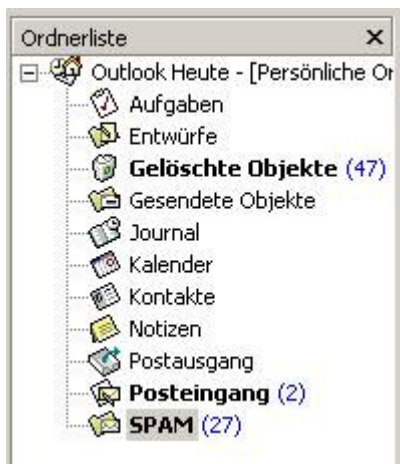 Ordnerliste
Outlook Heute - [Persönliche Or
Aufgaben
Entwürfe
Gelöschte Objekte (47)
Gesendete Objekte
Journal
Kalender
Kontakte
Notizen
Postausgang
Posteingang (2)
SPAM (27)